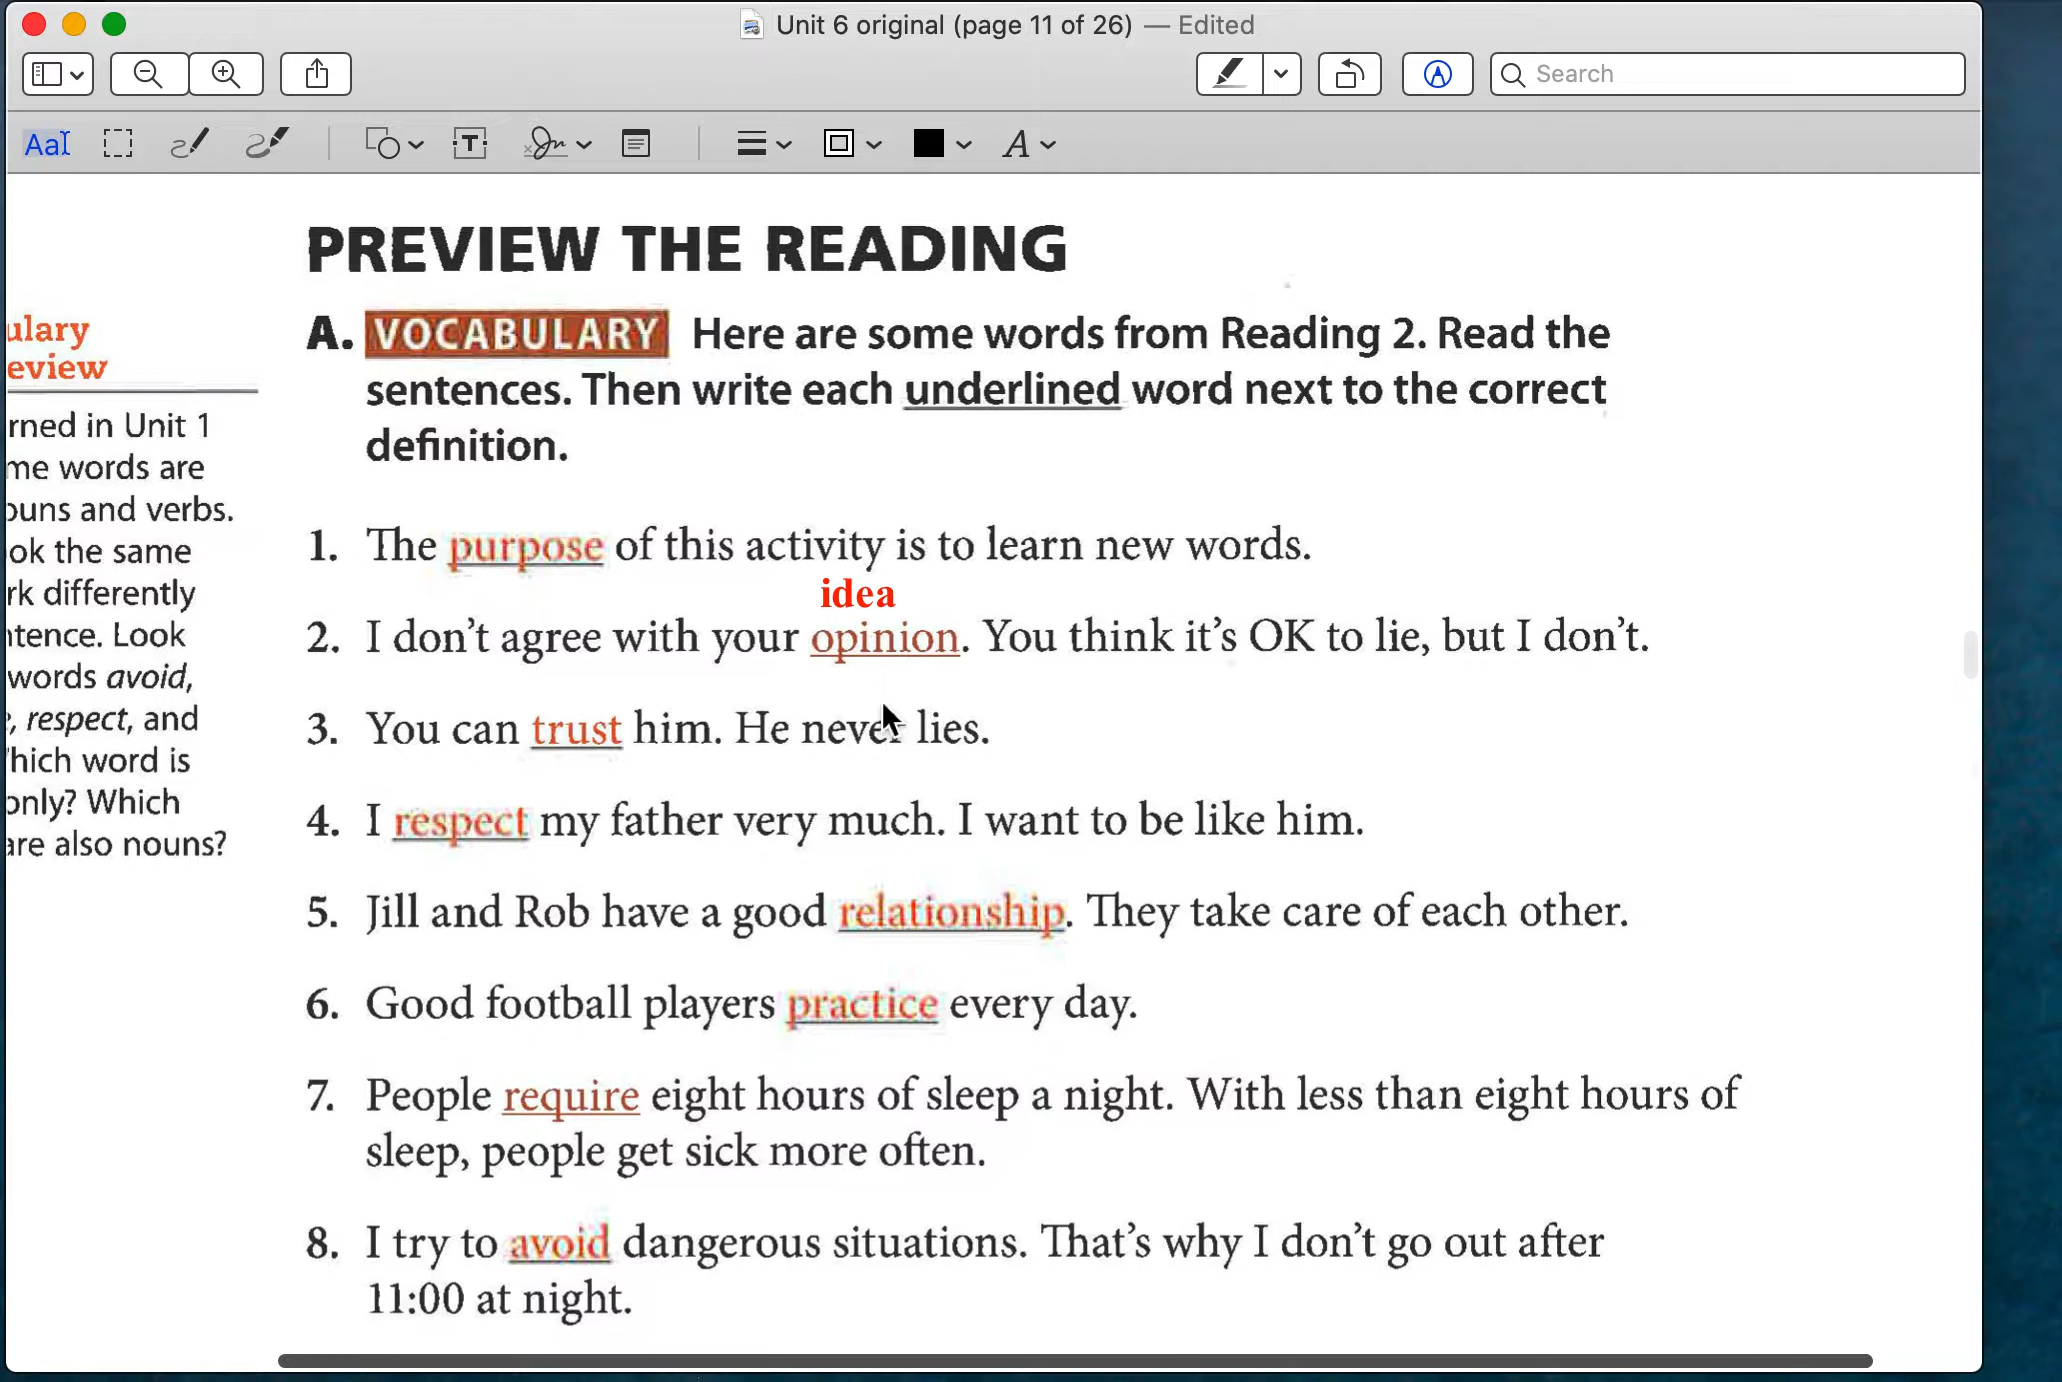 Unit 6 original (page 11 of 26) — Edited
Search
AaI
T
A
PREVIEW THE READING
A. VOCABULARY Here are some words from Reading 2. Read the
sentences. Then write each underlined word next to the correct
definition.
1. The purpose of this activity is to learn new words.
idea
2. I don't agree with your opinion. You think it's OK to lie, but I don't.
3. You can trust him. He never lies.
4. I respect my father very much. I want to be like him.
5. Jill and Rob have a good relationship. They take care of each other.
6. Good football players practice every day.
7. People require eight hours of sleep a night. With less than eight hours of
sleep, people get sick more often.
8. I try to avoid dangerous situations. That's why I don't go out after
11:00 at night.
ulary
eview
rned in Unit 1
me words are
ouns and verbs.
ok the same
rk differently
ntence. Look
words avoid,
, respect, and
hich word is
only? Which
are also nouns?